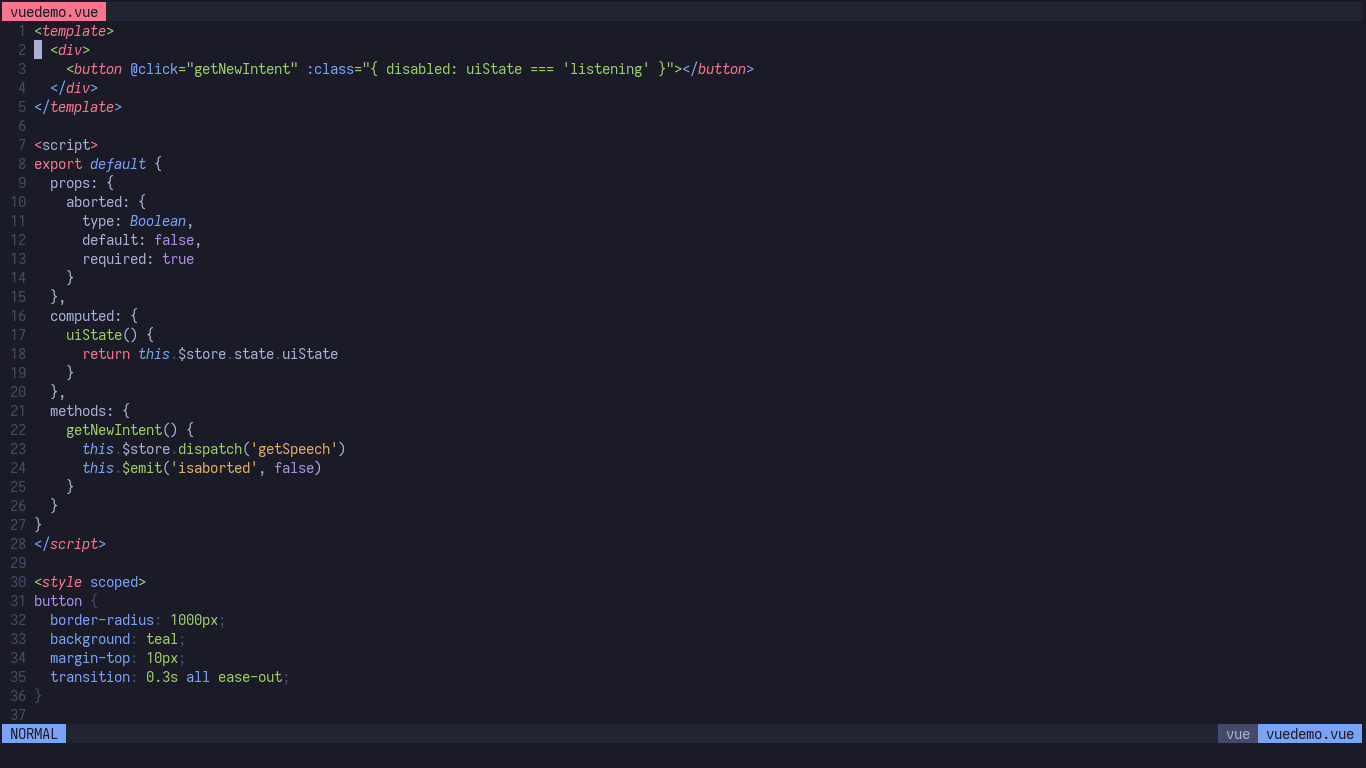 vuedemo.vue
1 <template>
2   <div>
3     <button @click="getNewIntent" :class="{ disabled: uiState === 'listening' }"></button>
4   </div>
5 </template>
6
7 <script>
8 export default {
9   props: {
10     aborted: {
11       type: Boolean,
12       default: false,
13       required: true
14     }
15   },
16   computed: {
17     uiState() {
18       return this.$store.state.uiState
19     }
20   },
21   methods: {
22     getNewIntent() {
23       this.$store.dispatch('getSpeech')
24       this.$emit('isaborted', false)
25     }
26   }
27 }
28 </script>
29
30 <style scoped>
31 button {
32   border-radius: 1000px;
33   background: teal;
34   margin-top: 10px;
35   transition: 0.3s all ease-out;
36 }
37
NORMAL vue vuedemo.vue